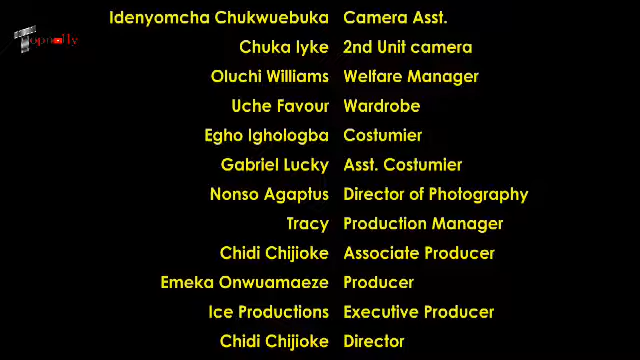 Idenyomcha Chukwuebuka Camera Asst.
Topnolly
Chuka Iyke 2nd Unit camera
Oluchi Williams Welfare Manager
Uche Favour Wardrobe
Egho Ighologba Costumier
Gabriel Lucky Asst. Costumier
Nonso Agaptus Director of Photography
Tracy Production Manager
Chidi Chijioke Associate Producer
Emeka Onwuamaeze Producer
Ice Productions Executive Producer
Chidi Chijioke Director